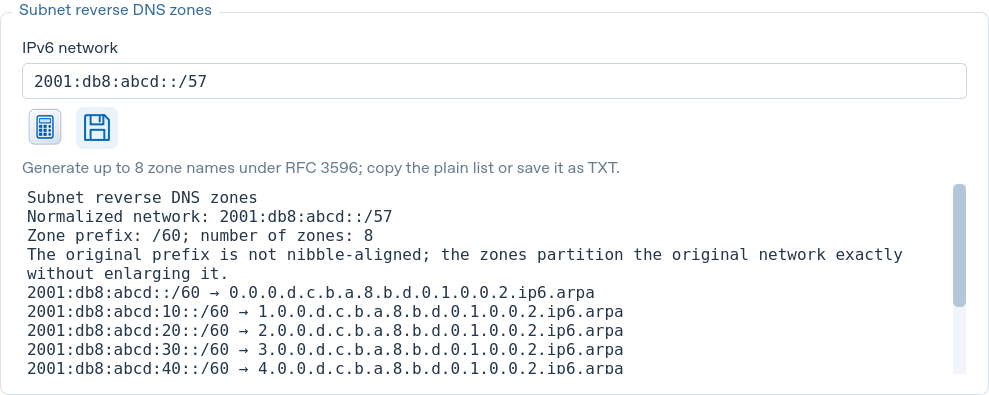 Subnet reverse DNS zones
IPv6 network
2001:db8:abcd::/57
Generate up to 8 zone names under RFC 3596; copy the plain list or save it as TXT.
Subnet reverse DNS zones
Normalized network: 2001:db8:abcd::/57
Zone prefix: /60; number of zones: 8
The original prefix is not nibble-aligned; the zones partition the original network exactly
without enlarging it.
2001:db8:abcd::/60 → 0.0.0.d.c.b.a.8.b.d.0.1.0.0.2.ip6.arpa
2001:db8:abcd:10::/60 → 1.0.0.d.c.b.a.8.b.d.0.1.0.0.2.ip6.arpa
2001:db8:abcd:20::/60 → 2.0.0.d.c.b.a.8.b.d.0.1.0.0.2.ip6.arpa
2001:db8:abcd:30::/60 → 3.0.0.d.c.b.a.8.b.d.0.1.0.0.2.ip6.arpa
2001:db8:abcd:40::/60 → 4.0.0.d.c.b.a.8.b.d.0.1.0.0.2.ip6.arpa